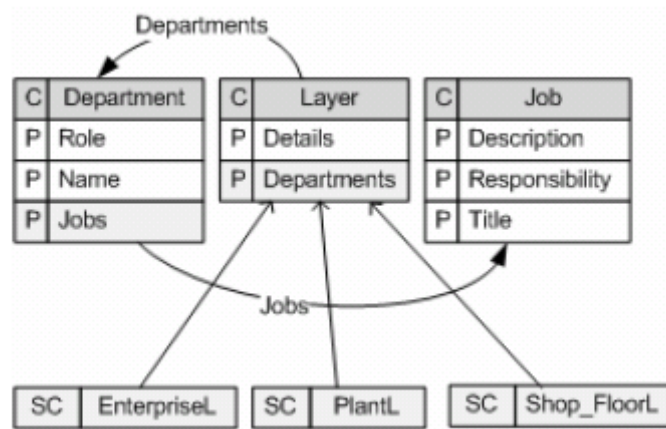 Departments
C Department
P Role
P Name
P Jobs
C Layer
P Details
P Departments
C Job
P Description
P Responsibility
P Title
Jobs
SC EnterpriseL
SC PlantL
SC Shop_FloorL